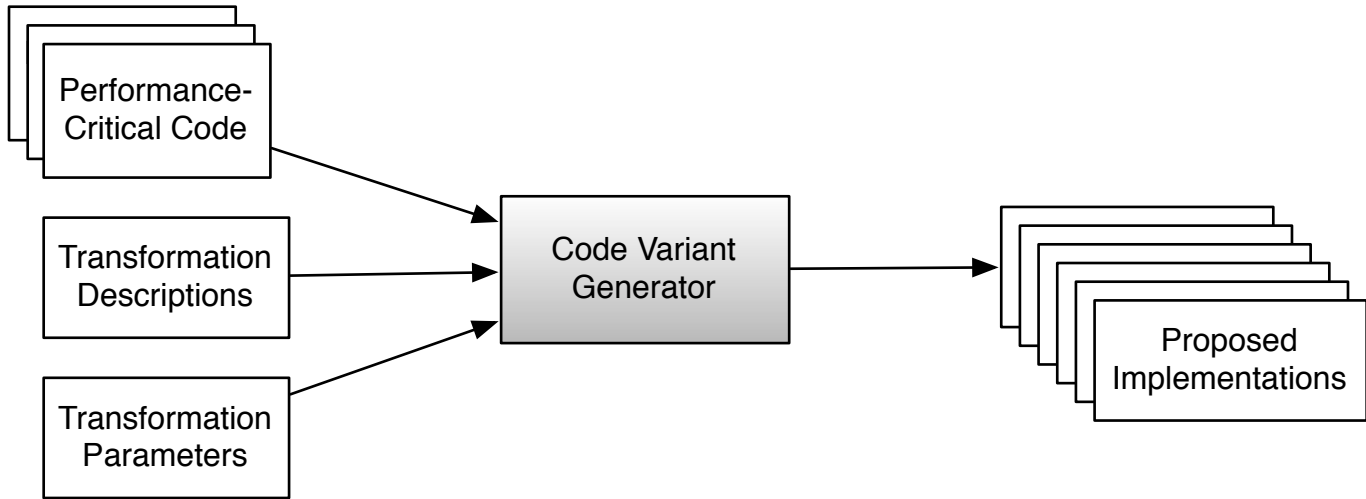 Performance-
Critical Code
Transformation
Descriptions
Transformation
Parameters
Code Variant
Generator
Proposed
Implementations